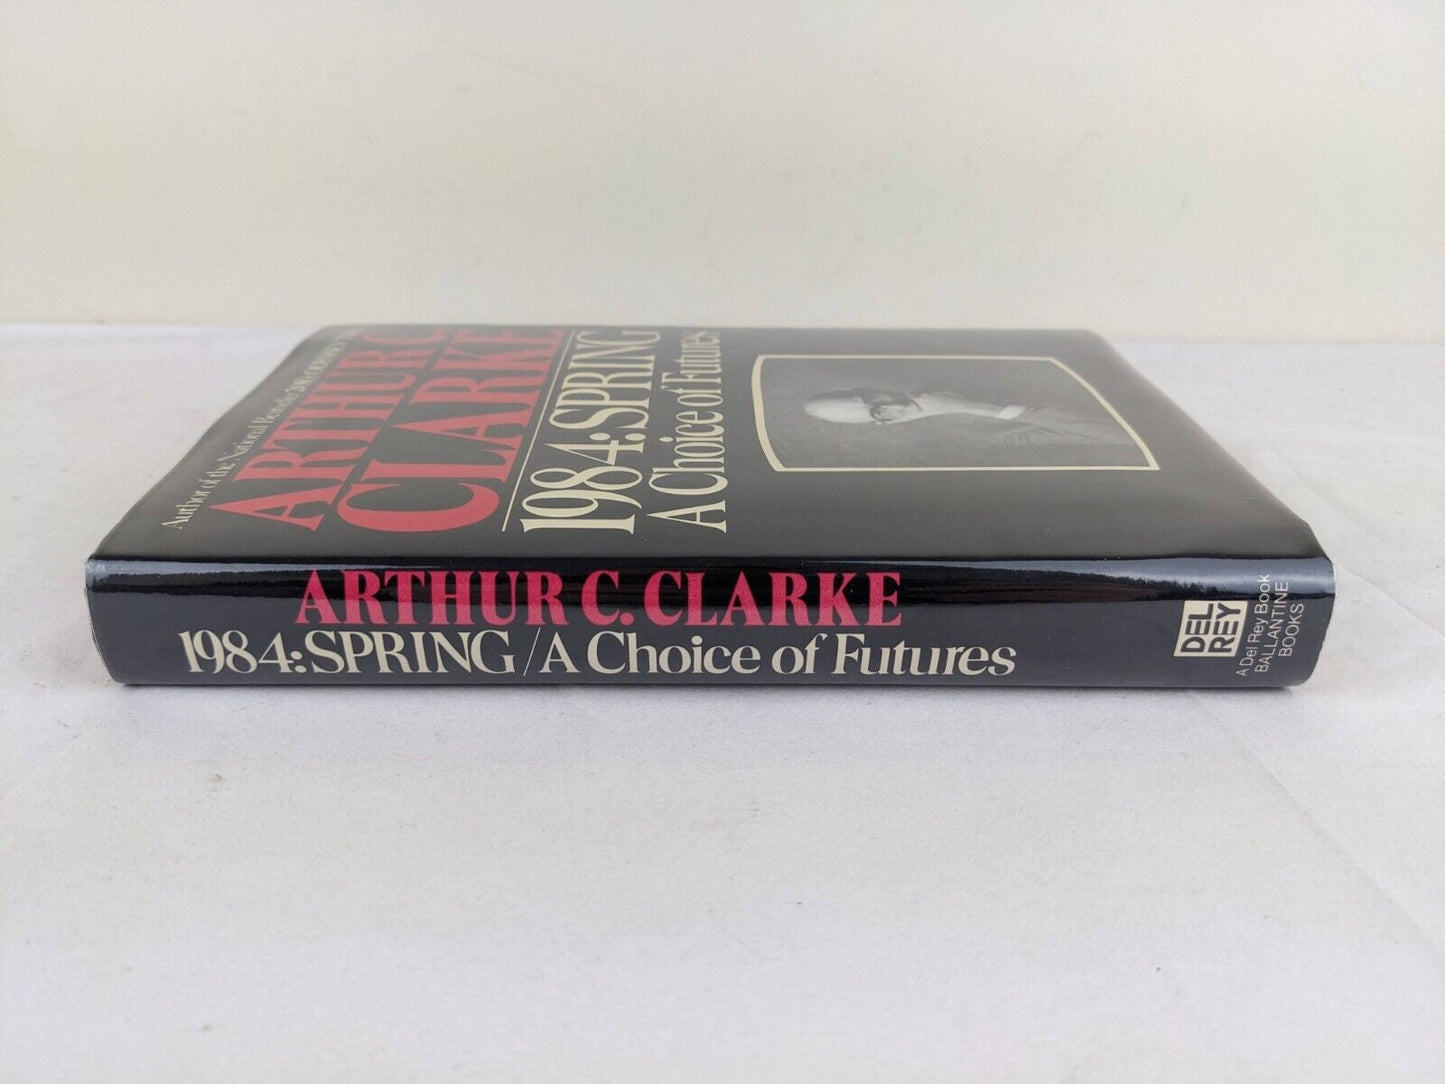 Author of the National Bestseller
ARTHUR C.
CLARKE
1984: SPRING
A Choice of Futures
ARTHUR C. CLARKE
1984: SPRING / A Choice of Futures
DEL
REY
A Del Rey Book
BALLANTINE
BOOKS